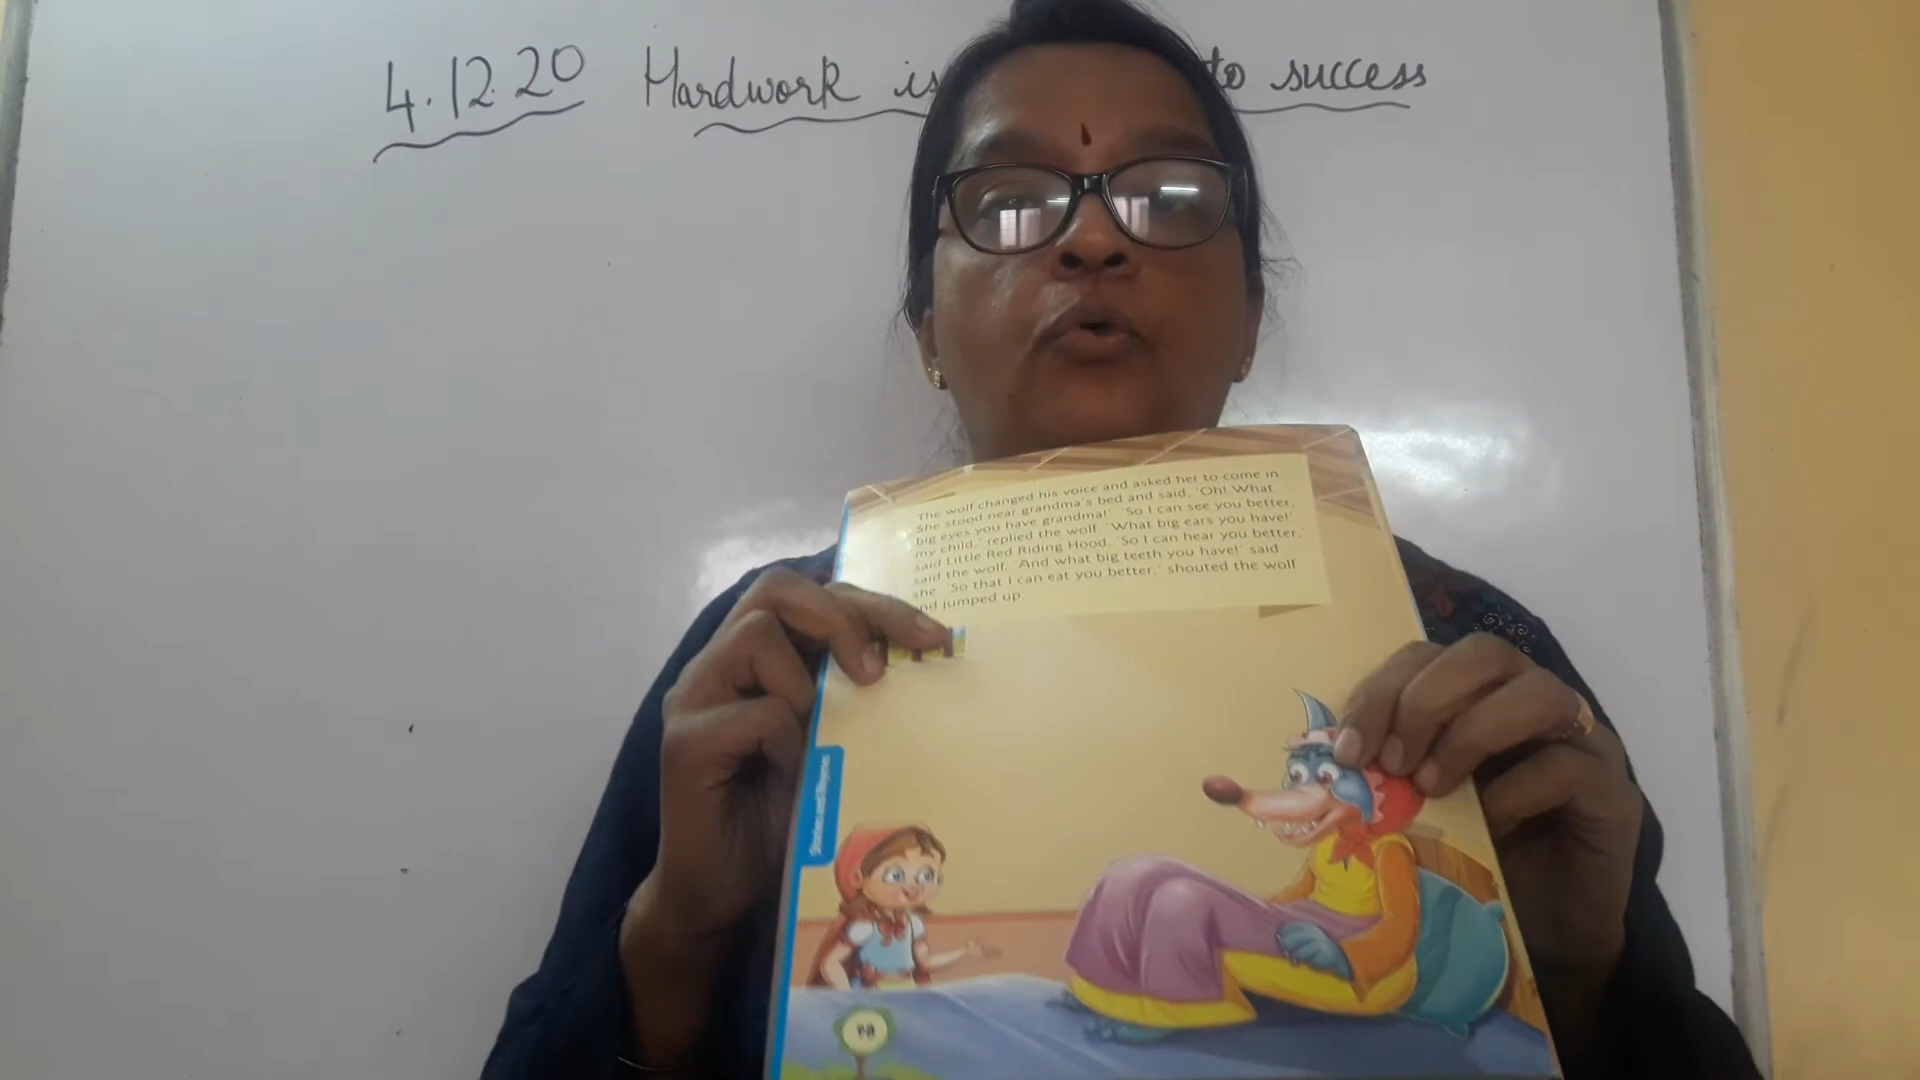 4.12.20 Hardwork is to success
The wolf changed his voice and asked her to come in.
She stood near grandma's bed and said, 'Oh! What
big eyes you have grandma!' 'So I can see you better,
my child,' replied the wolf. 'What big ears you have!'
said Little Red Riding Hood. 'So I can hear you better,'
said the wolf. 'And what big teeth you have!' said
she. 'So that I can eat you better,' shouted the wolf
nd jumped up.
Stories and Rhymes